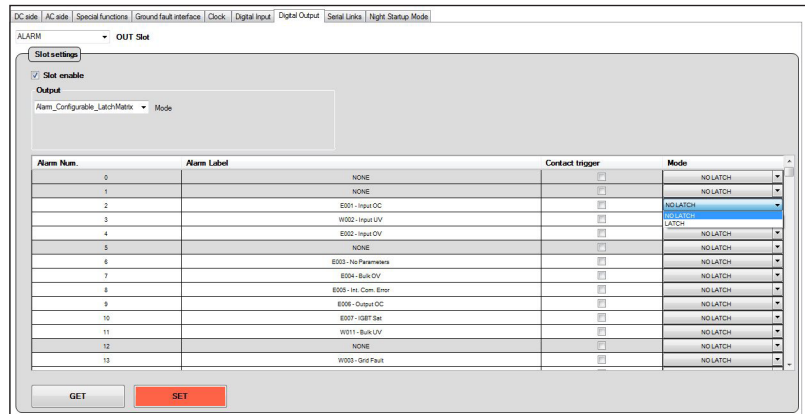 DC side AC side Special functions Ground fault interface Clock Digital Input Digital Output Serial Links Night Startup Mode
ALARM OUT Slot
Slot settings
Slot enable
Output
Alarm_Configurable_LatchMatrix Mode
Alarm Num. Alarm Label Contact trigger Mode
0 NONE NO LATCH
1 NONE NO LATCH
2 E001 - Input OC NO LATCH
NO LATCH
3 W002 - Input UV LATCH
4 E002 - Input OV NO LATCH
5 NONE NO LATCH
6 E003 - No Parameters NO LATCH
7 E004 - Bulk OV NO LATCH
8 E005 - Int. Com. Error NO LATCH
9 E006 - Output OC NO LATCH
10 E007 - IGBT Sat NO LATCH
11 W011 - Bulk UV NO LATCH
12 NONE NO LATCH
13 W003 - Grid Fault NO LATCH
GET SET